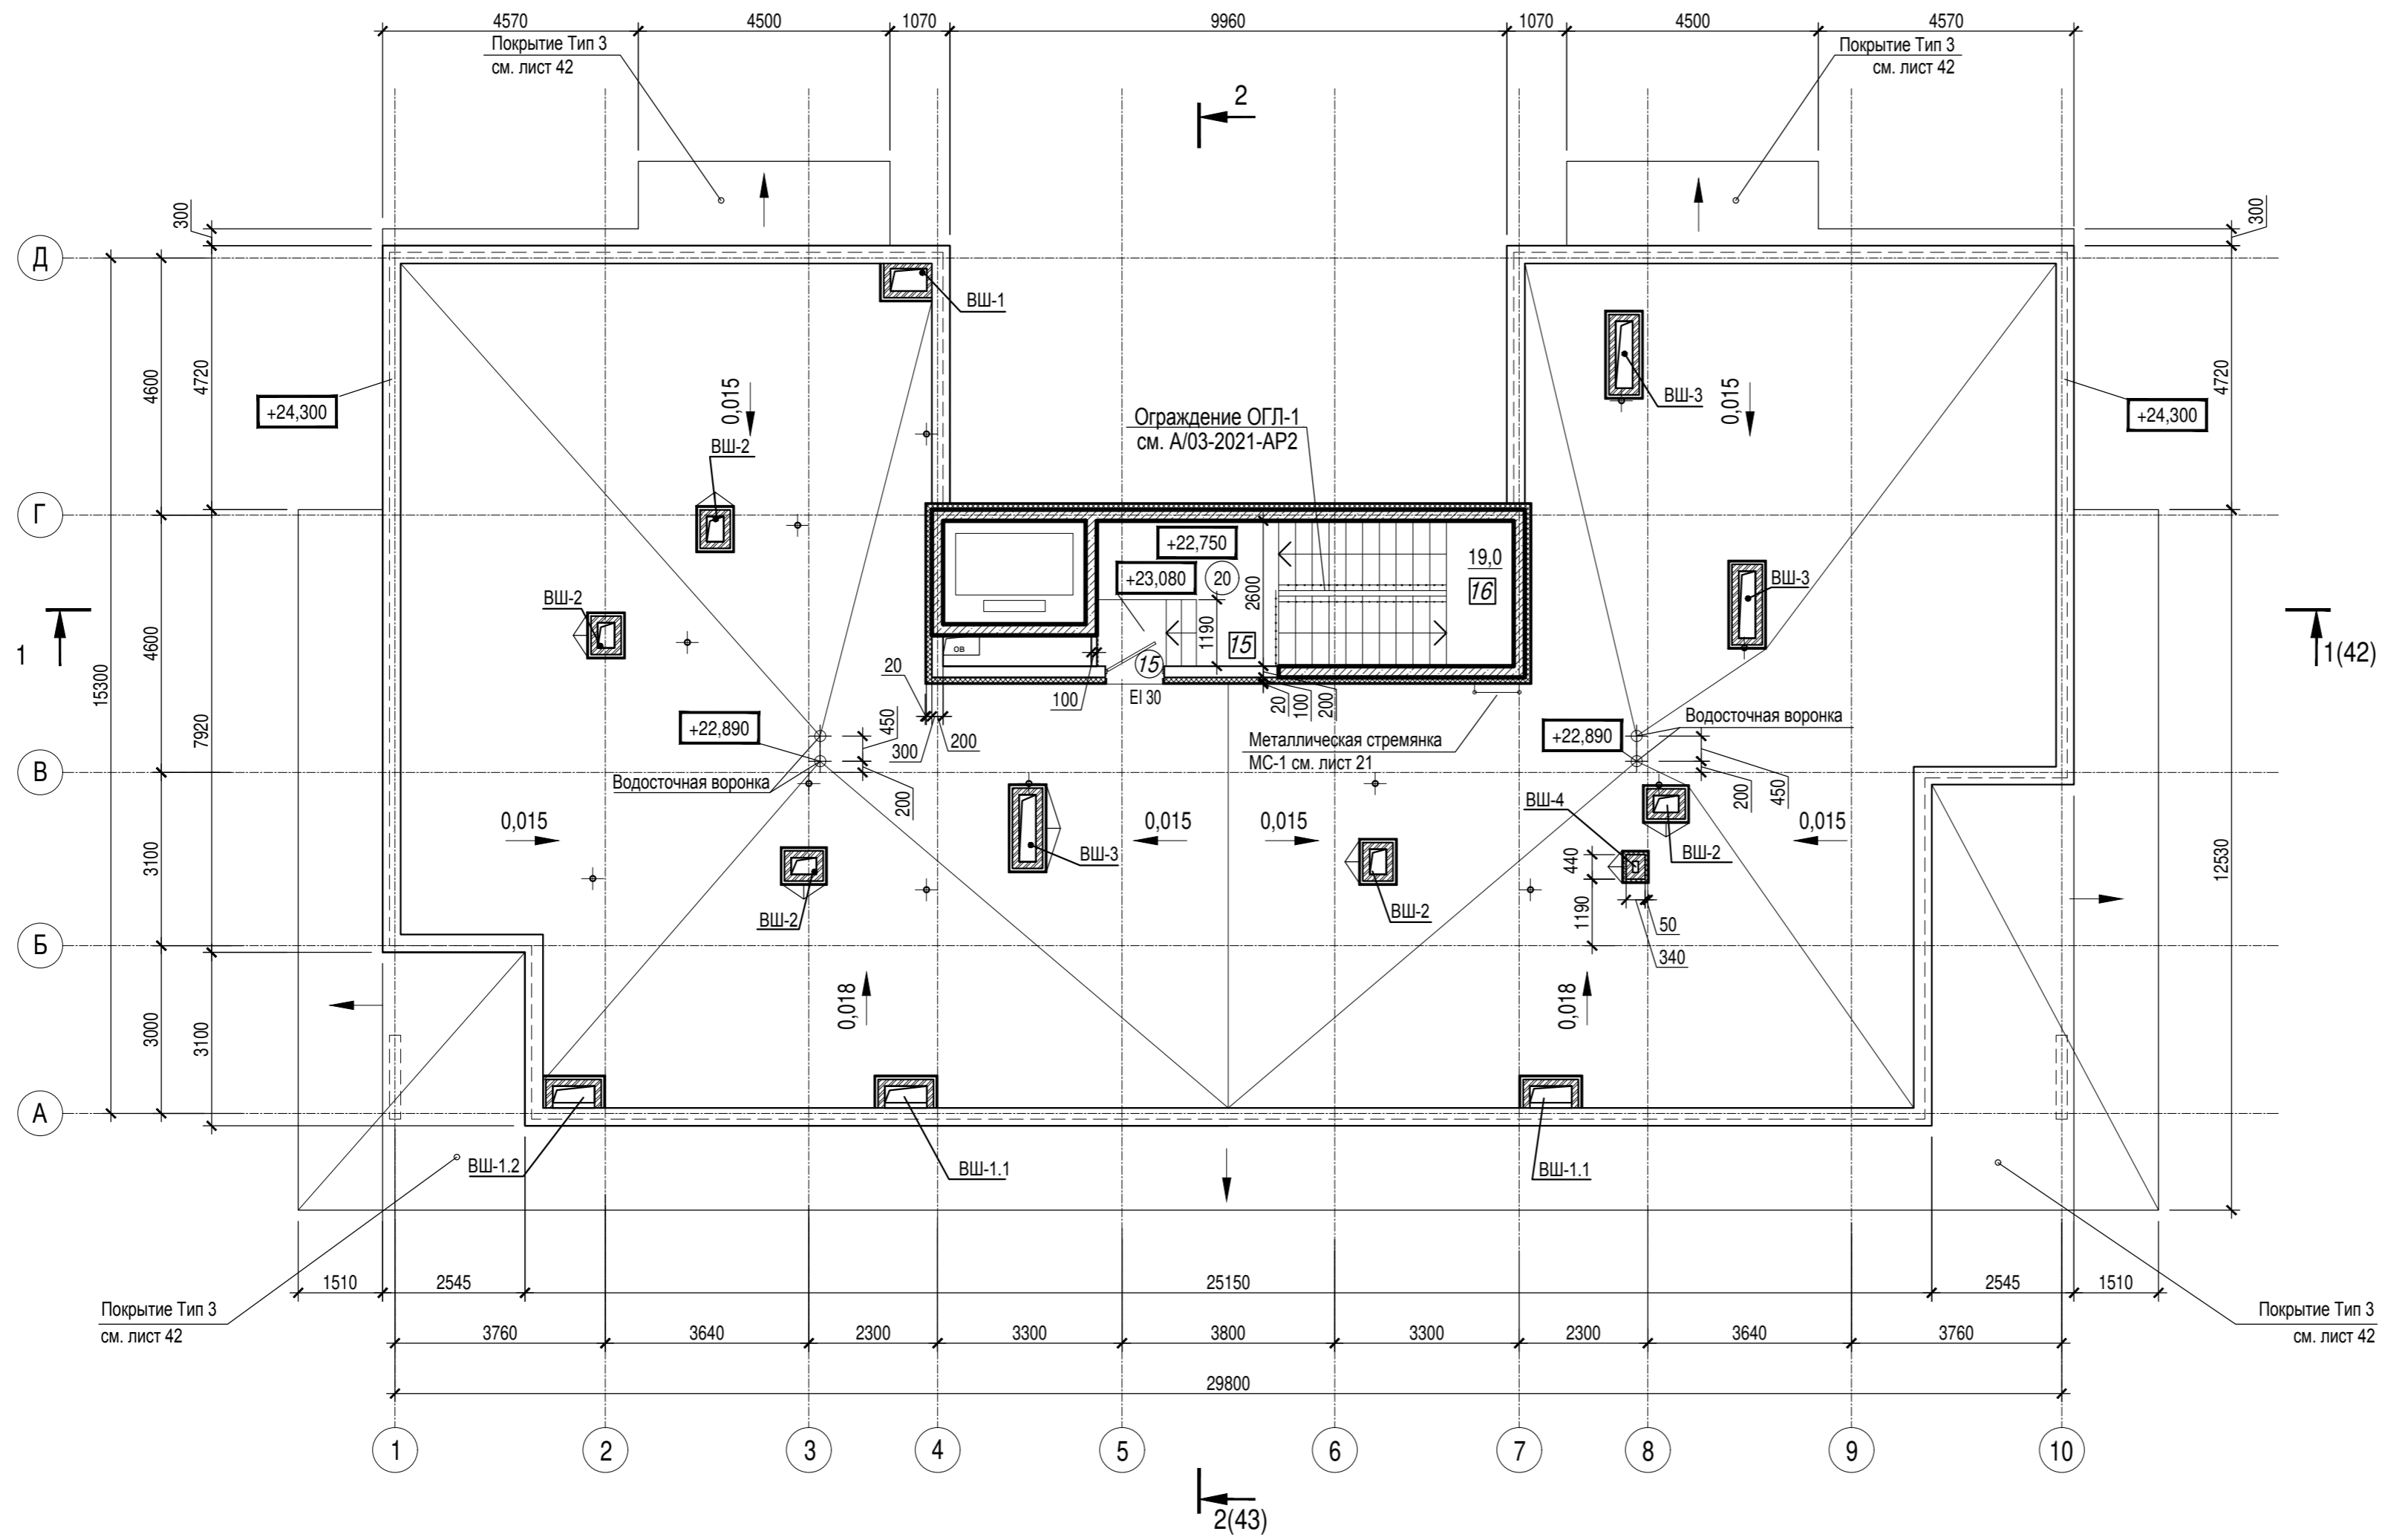 4570
4500
1070
9960
1070
4500
4570
Покрытие Тип 3
см. лист 42
Покрытие Тип 3
см. лист 42
2
300
300
Д
ВШ-1
4600
4720
+24,300
0,015
ВШ-2
Ограждение ОГЛ-1
см. А/03-2021-АР2
ВШ-3
0,015
+24,300
4720
Г
+22,750
+23,080
20
2600
19,0
16
ВШ-3
ВШ-2
1190
15
15
ов
1
4600
15300
7920
1(42)
20
100
EI 30
20
100
200
+22,890
450
300
200
Металлическая стремянка
МС-1 см. лист 21
+22,890
Водосточная воронка
В
Водосточная воронка
200
200
450
0,015
0,015
0,015
0,015
ВШ-4
ВШ-3
ВШ-2
440
3100
12530
ВШ-2
ВШ-2
1190
50
340
Б
0,018
0,018
3000
3100
А
ВШ-1.2
ВШ-1.1
ВШ-1.1
1510
2545
25150
2545
1510
Покрытие Тип 3
см. лист 42
Покрытие Тип 3
см. лист 42
3760
3640
2300
3300
3800
3300
2300
3640
3760
29800
1
2
3
4
5
6
7
8
9
10
2(43)